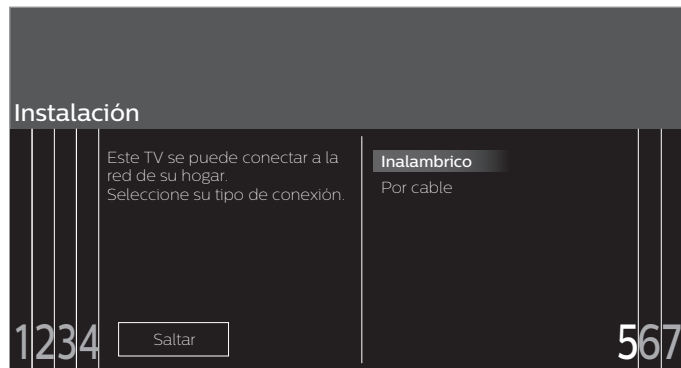 Instalación
Este TV se puede conectar a la
red de su hogar.
Seleccione su tipo de conexión.
Inalambrico
Por cable
Saltar
1234
567